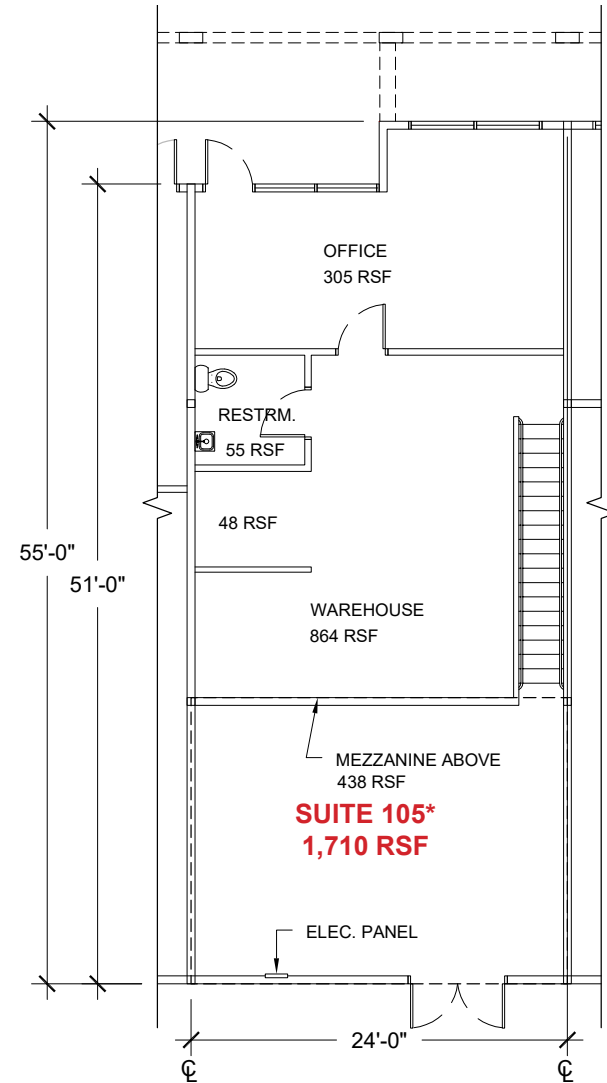 OFFICE
305 RSF
RESTRM.
55 RSF
48 RSF
55'-0"
51'-0"
WAREHOUSE
864 RSF
MEZZANINE ABOVE
438 RSF
SUITE 105*
1,710 RSF
ELEC. PANEL
24'-0"
℄
℄